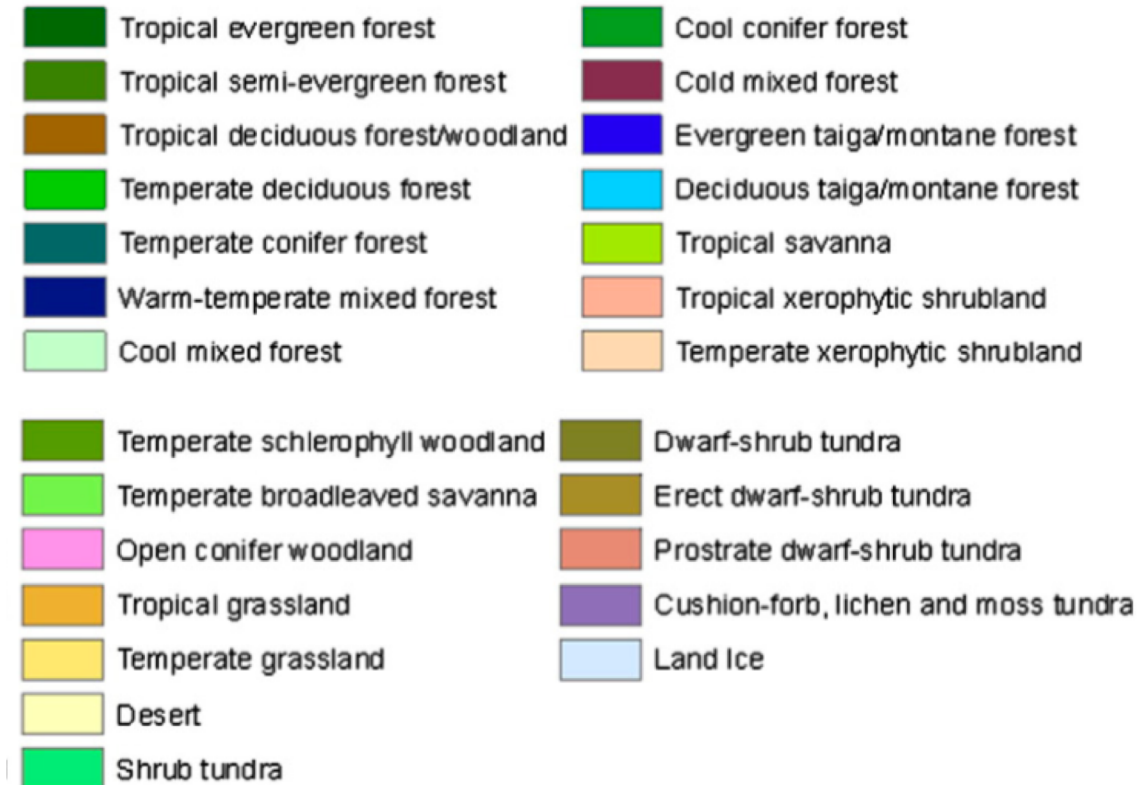 Tropical evergreen forest
Tropical semi-evergreen forest
Tropical deciduous forest/woodland
Temperate deciduous forest
Temperate conifer forest
Warm-temperate mixed forest
Cool mixed forest
Cool conifer forest
Cold mixed forest
Evergreen taiga/montane forest
Deciduous taiga/montane forest
Tropical savanna
Tropical xerophytic shrubland
Temperate xerophytic shrubland
Temperate schlerophyll woodland
Temperate broadleaved savanna
Open conifer woodland
Tropical grassland
Temperate grassland
Desert
Shrub tundra
Dwarf-shrub tundra
Erect dwarf-shrub tundra
Prostrate dwarf-shrub tundra
Cushion-forb, lichen and moss tundra
Land Ice